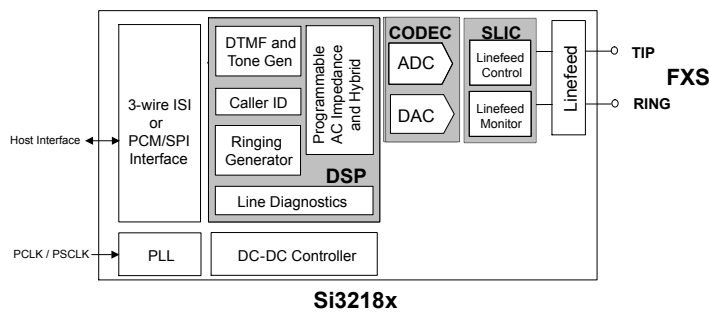 Host Interface
PCLK / PSCLK
3-wire ISI
or
PCM/SPI
Interface
PLL
DTMF and
Tone Gen
Caller ID
Ringing
Generator
Programmable
AC Impedance
and Hybrid
DSP
Line Diagnostics
DC-DC Controller
CODEC
ADC
DAC
SLIC
Linefeed
Control
Linefeed
Monitor
Linefeed
TIP
FXS
RING
Si3218x